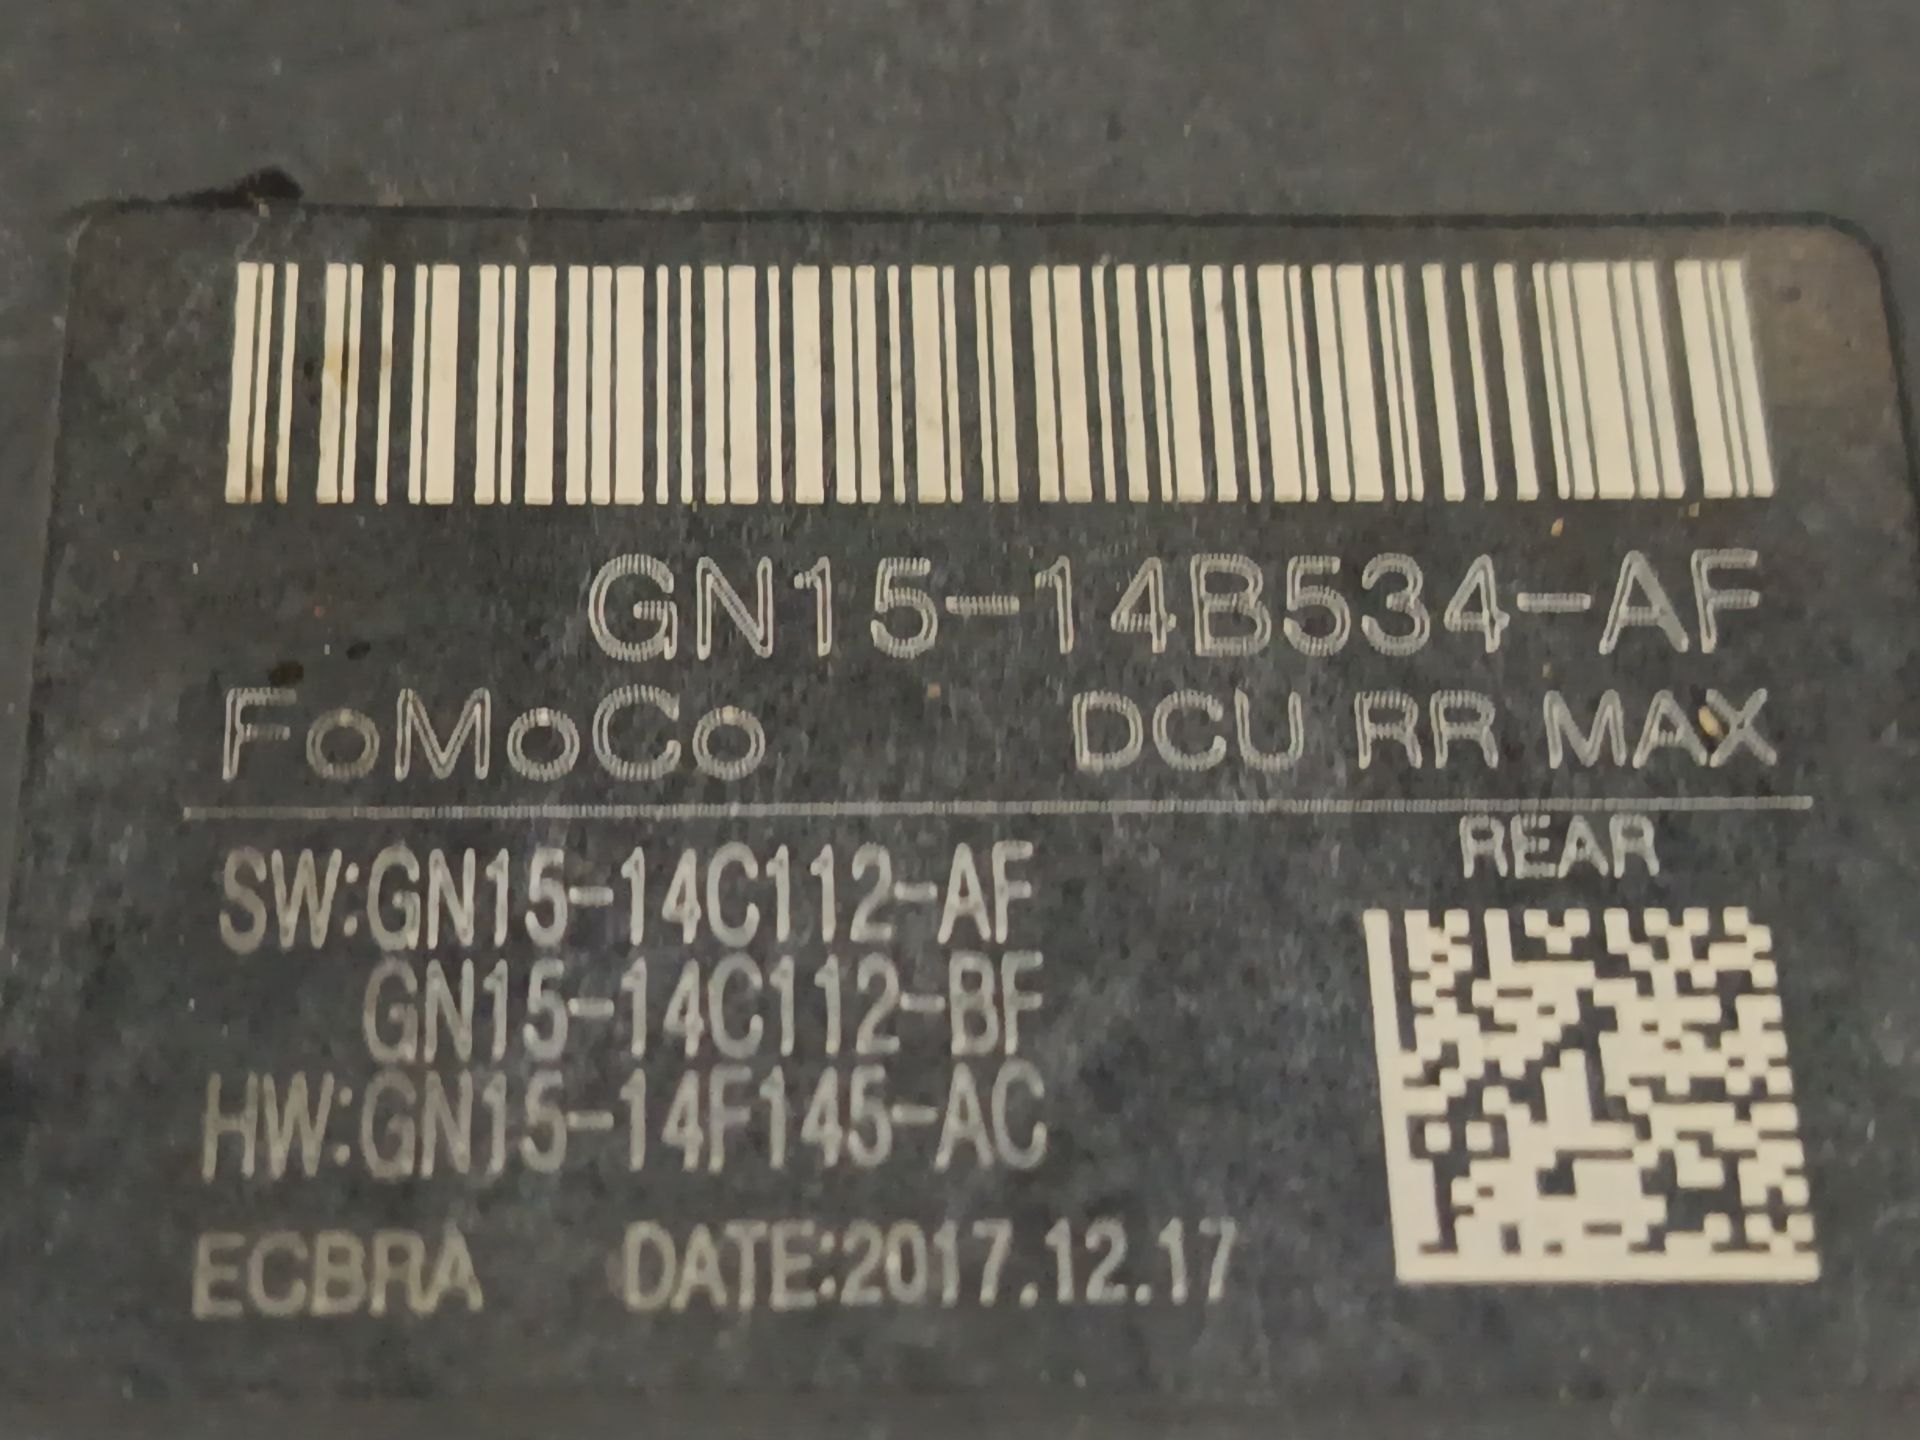 GN15-14B534-AF
FoMoCo DCU RR MAX
REAR
SW:GN15-14C112-AF
GN15-14C112-BF
HW:GN15-14F145-AC
ECBRA DATE:2017.12.17